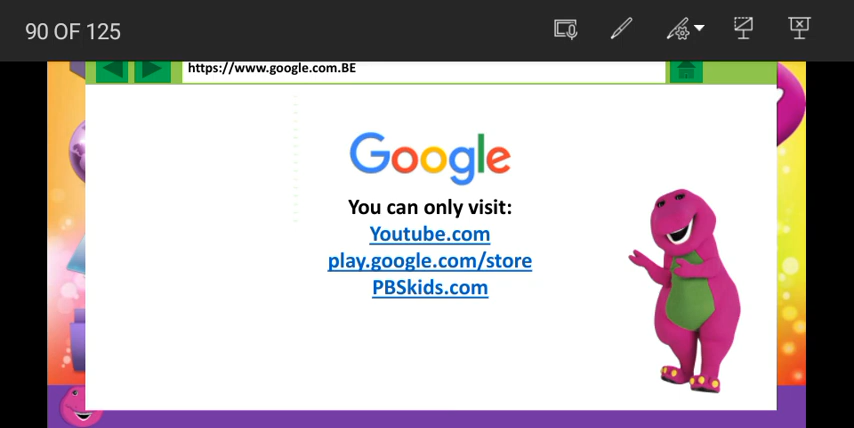 90 OF 125
https://www.google.com.BE
Google
You can only visit:
Youtube.com
play.google.com/store
PBSkids.com